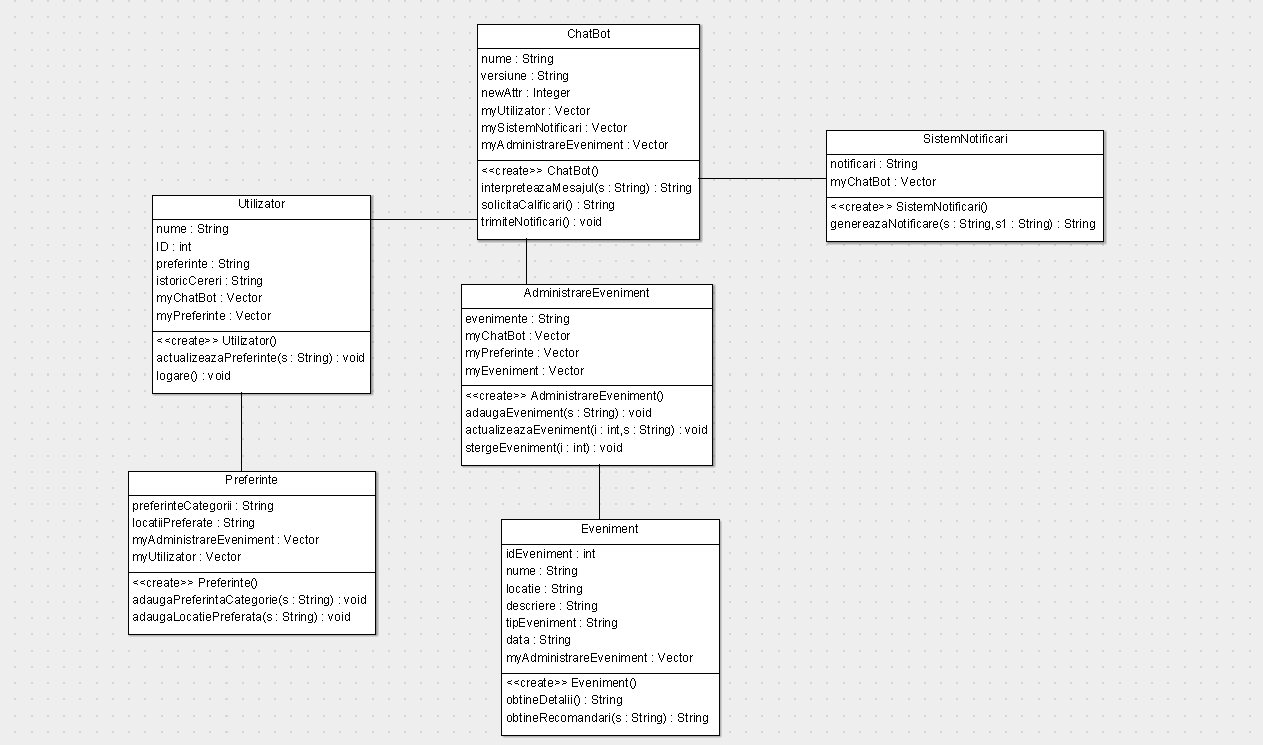 ChatBot
nume : String
versiune : String
newAttr : Integer
myUtilizator : Vector
mySistemNotificari : Vector
myAdministrareEveniment : Vector
<<create>> ChatBot()
interpreteazaMesajul(s : String) : String
solicitaCalificari() : String
trimiteNotificari() : void
SistemNotificari
notificari : String
myChatBot : Vector
<<create>> SistemNotificari()
genereazaNotificare(s : String,s1 : String) : String
Utilizator
nume : String
ID : int
preferinte : String
istoricCereri : String
myChatBot : Vector
myPreferinte : Vector
<<create>> Utilizator()
actualizeazaPreferinte(s : String) : void
logare() : void
AdministrareEveniment
evenimente : String
myChatBot : Vector
myPreferinte : Vector
myEveniment : Vector
<<create>> AdministrareEveniment()
adaugaEveniment(s : String) : void
actualizeazaEveniment(i : int,s : String) : void
stergeEveniment(i : int) : void
Preferinte
preferinteCategorii : String
locatiiPreferate : String
myAdministrareEveniment : Vector
myUtilizator : Vector
<<create>> Preferinte()
adaugaPreferintaCategorie(s : String) : void
adaugaLocatiePreferata(s : String) : void
Eveniment
idEveniment : int
nume : String
locatie : String
descriere : String
tipEveniment : String
data : String
myAdministrareEveniment : Vector
<<create>> Eveniment()
obtineDetalii() : String
obtineRecomandari(s : String) : String